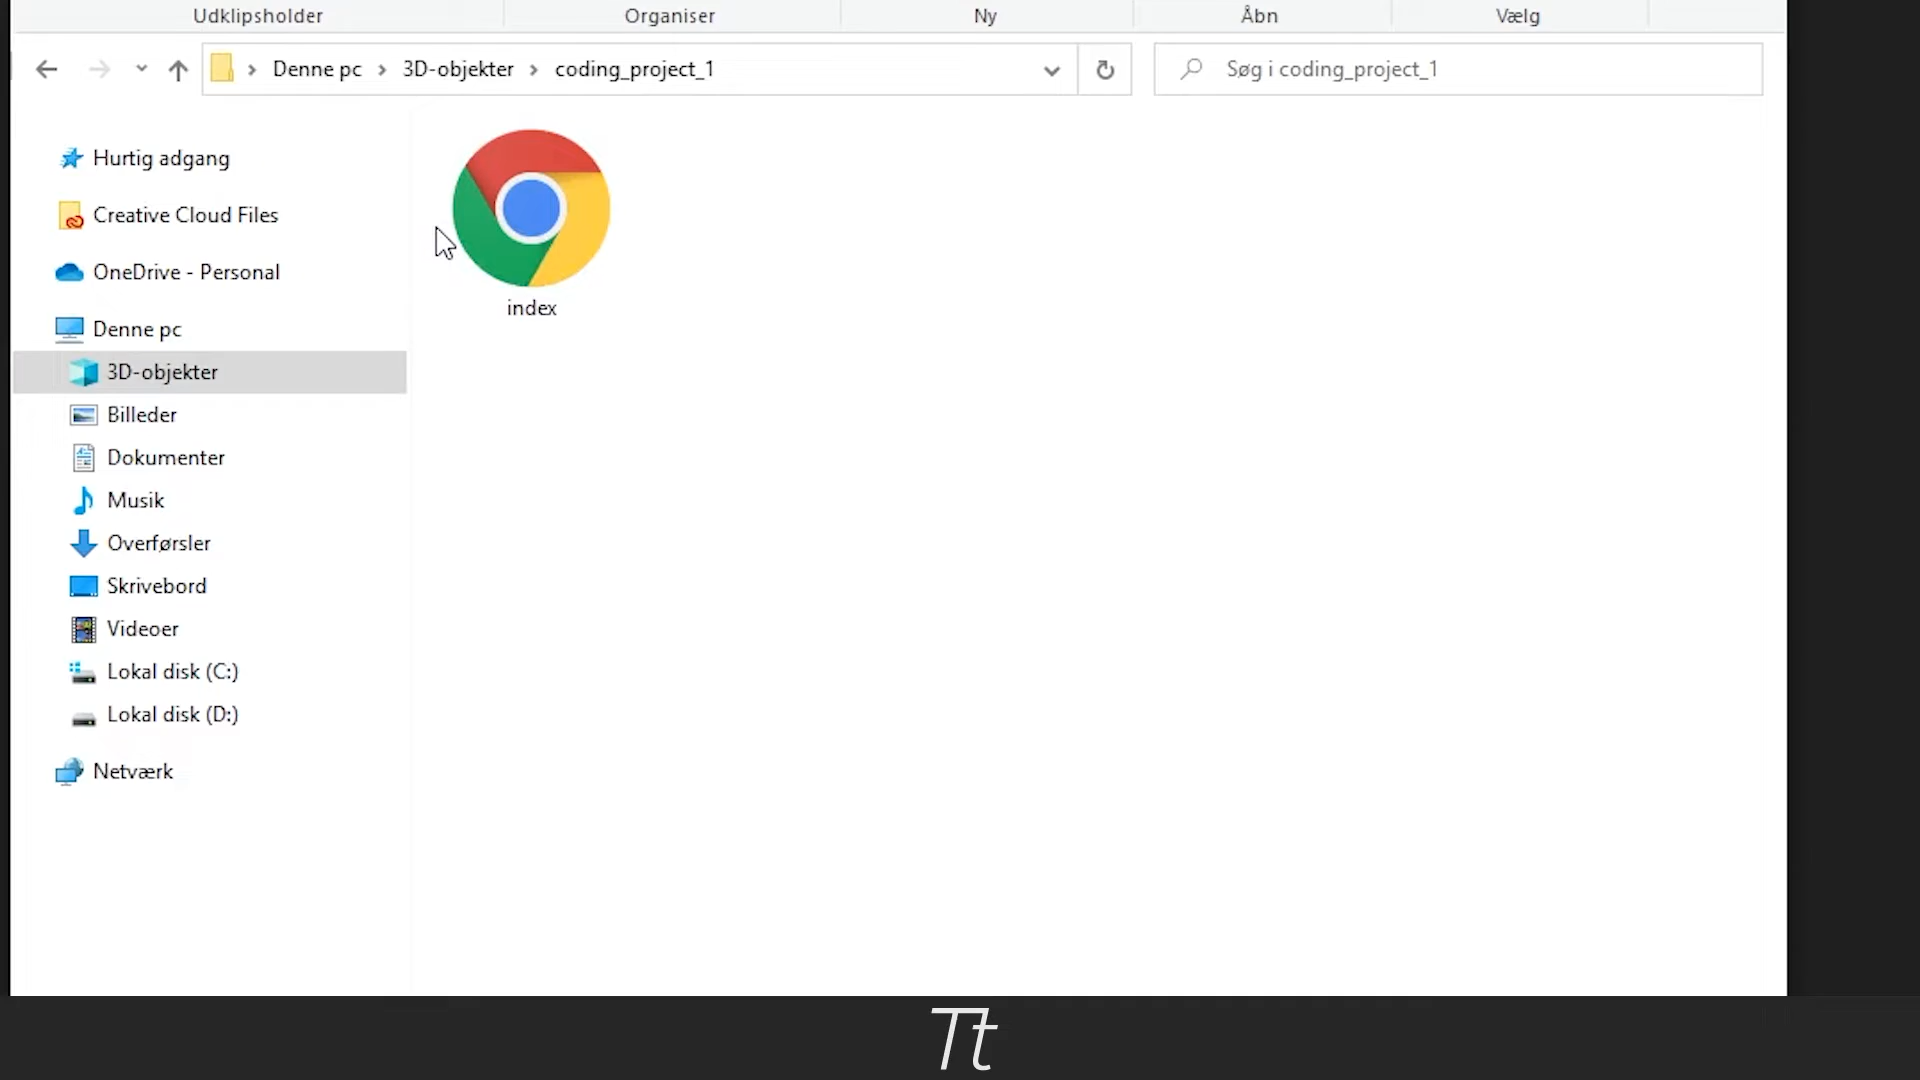 Udklipsholder Organiser Ny Åbn Vælg
Denne pc 3D-objekter coding_project_1 Søg i coding_project_1
Hurtig adgang
Creative Cloud Files
OneDrive - Personal
Denne pc
3D-objekter
Billeder
Dokumenter
Musik
Overførsler
Skrivebord
Videoer
Lokal disk (C:)
Lokal disk (D:)
Netværk
index
Tt